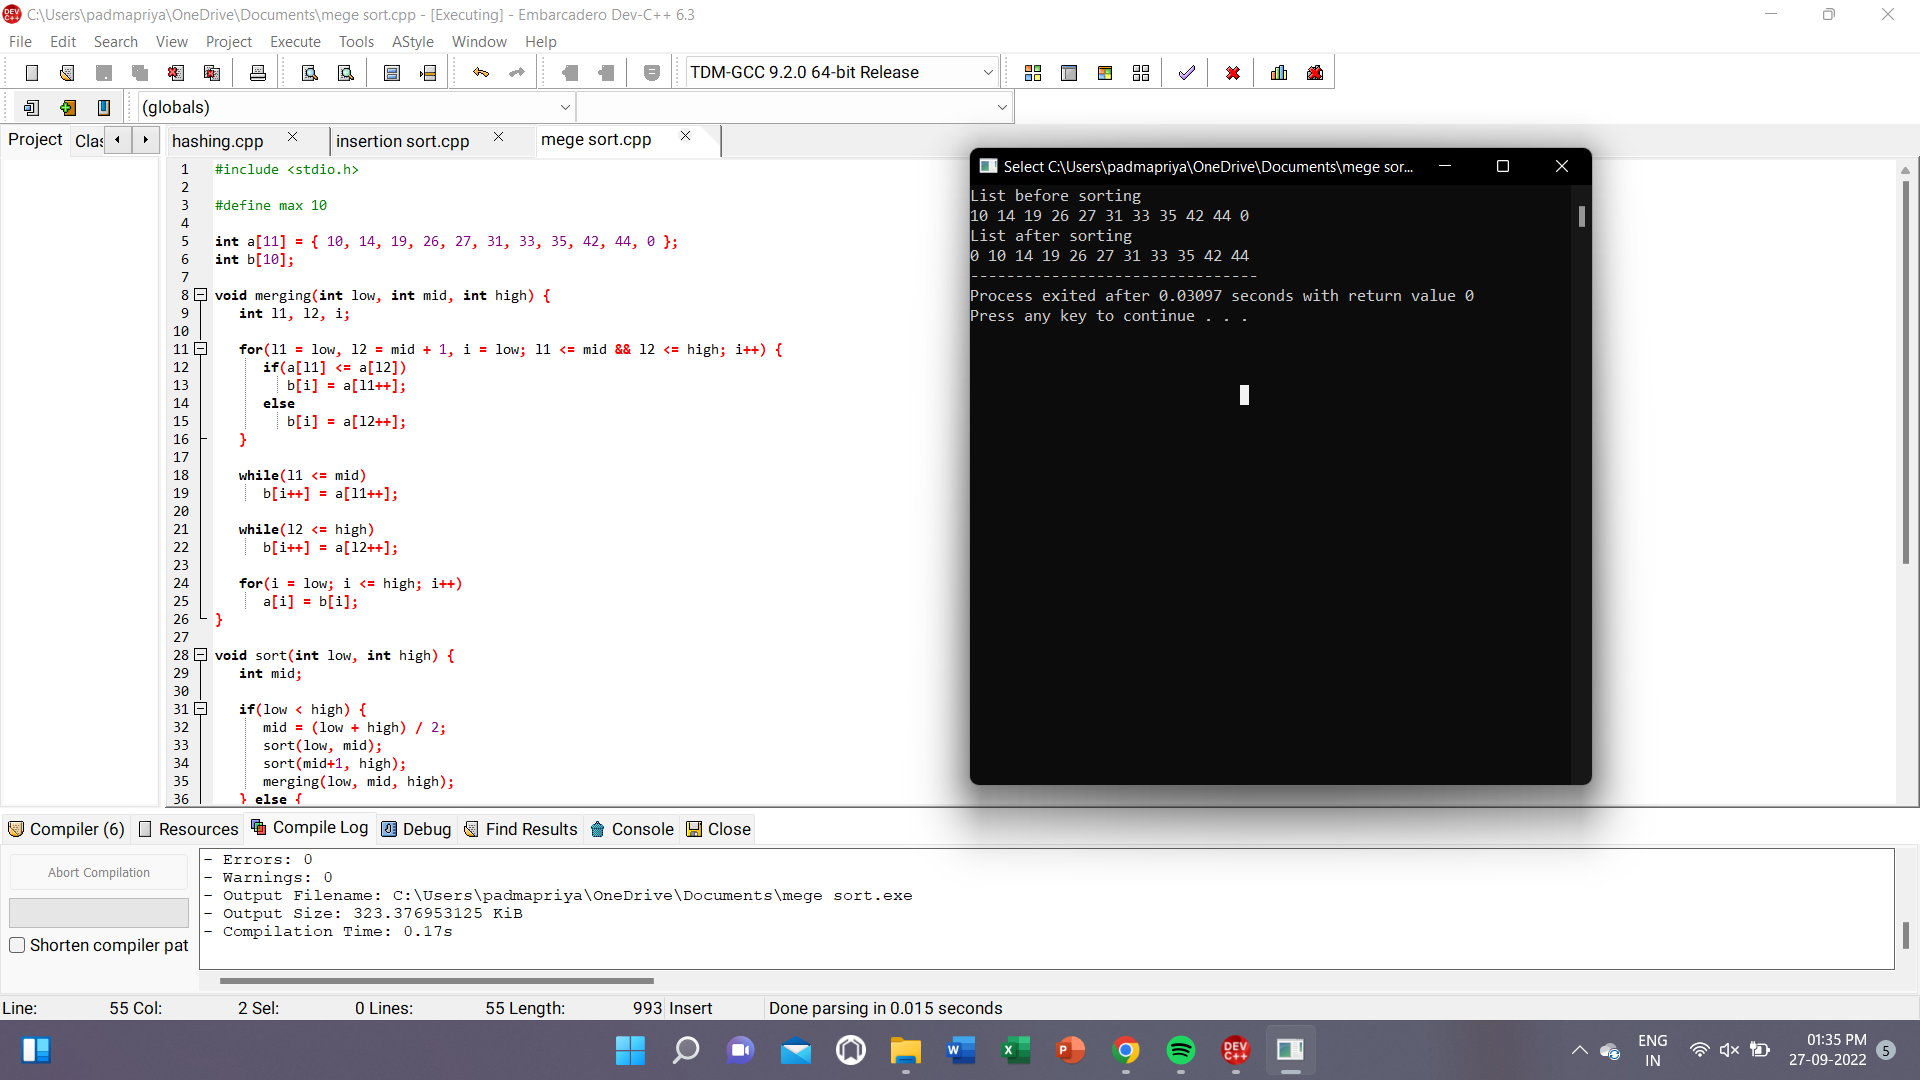 C:\Users\padmapriya\OneDrive\Documents\mege sort.cpp - [Executing] - Embarcadero Dev-C++ 6.3
File Edit Search View Project Execute Tools AStyle Window Help
TDM-GCC 9.2.0 64-bit Release
(globals)
Project Clas hashing.cpp insertion sort.cpp mege sort.cpp
1 #include <stdio.h>
2
3 #define max 10
4
5 int a[11] = { 10, 14, 19, 26, 27, 31, 33, 35, 42, 44, 0 };
6 int b[10];
7
8 void merging(int low, int mid, int high) {
9 int l1, l2, i;
10
11 for(l1 = low, l2 = mid + 1, i = low; l1 <= mid && l2 <= high; i++) {
12 if(a[l1] <= a[l2])
13 b[i] = a[l1++];
14 else
15 b[i] = a[l2++];
16 }
17
18 while(l1 <= mid)
19 b[i++] = a[l1++];
20
21 while(l2 <= high)
22 b[i++] = a[l2++];
23
24 for(i = low; i <= high; i++)
25 a[i] = b[i];
26 }
27
28 void sort(int low, int high) {
29 int mid;
30
31 if(low < high) {
32 mid = (low + high) / 2;
33 sort(low, mid);
34 sort(mid+1, high);
35 merging(low, mid, high);
36 } else {
Select C:\Users\padmapriya\OneDrive\Documents\mege sor...
List before sorting
10 14 19 26 27 31 33 35 42 44 0
List after sorting
0 10 14 19 26 27 31 33 35 42 44
--------------------------------
Process exited after 0.03097 seconds with return value 0
Press any key to continue . . .
Compiler (6) Resources Compile Log Debug Find Results Console Close
Abort Compilation
Shorten compiler pat
- Errors: 0
- Warnings: 0
- Output Filename: C:\Users\padmapriya\OneDrive\Documents\mege sort.exe
- Output Size: 323.376953125 KiB
- Compilation Time: 0.17s
Line: 55 Col: 2 Sel: 0 Lines: 55 Length: 993 Insert Done parsing in 0.015 seconds
ENG
IN
01:35 PM
27-09-2022
5